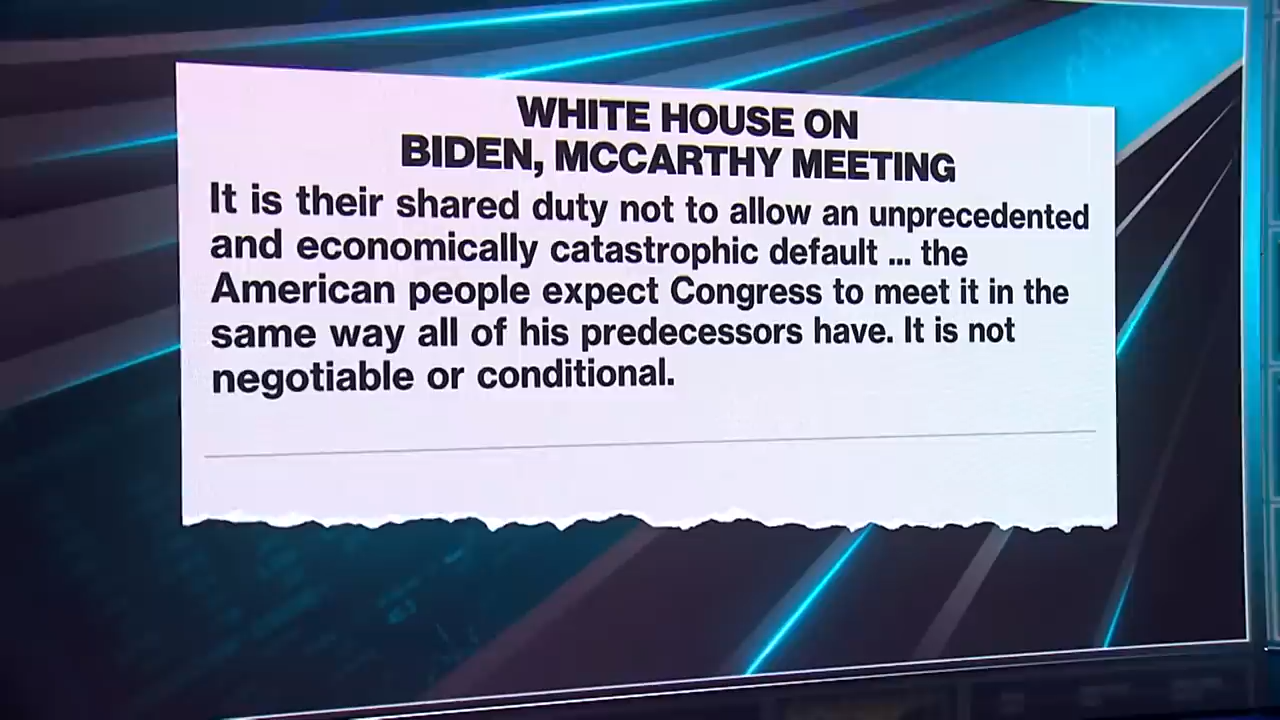 WHITE HOUSE ON
BIDEN, MCCARTHY MEETING
It is their shared duty not to allow an unprecedented
and economically catastrophic default ... the
American people expect Congress to meet it in the
same way all of his predecessors have. It is not
negotiable or conditional.